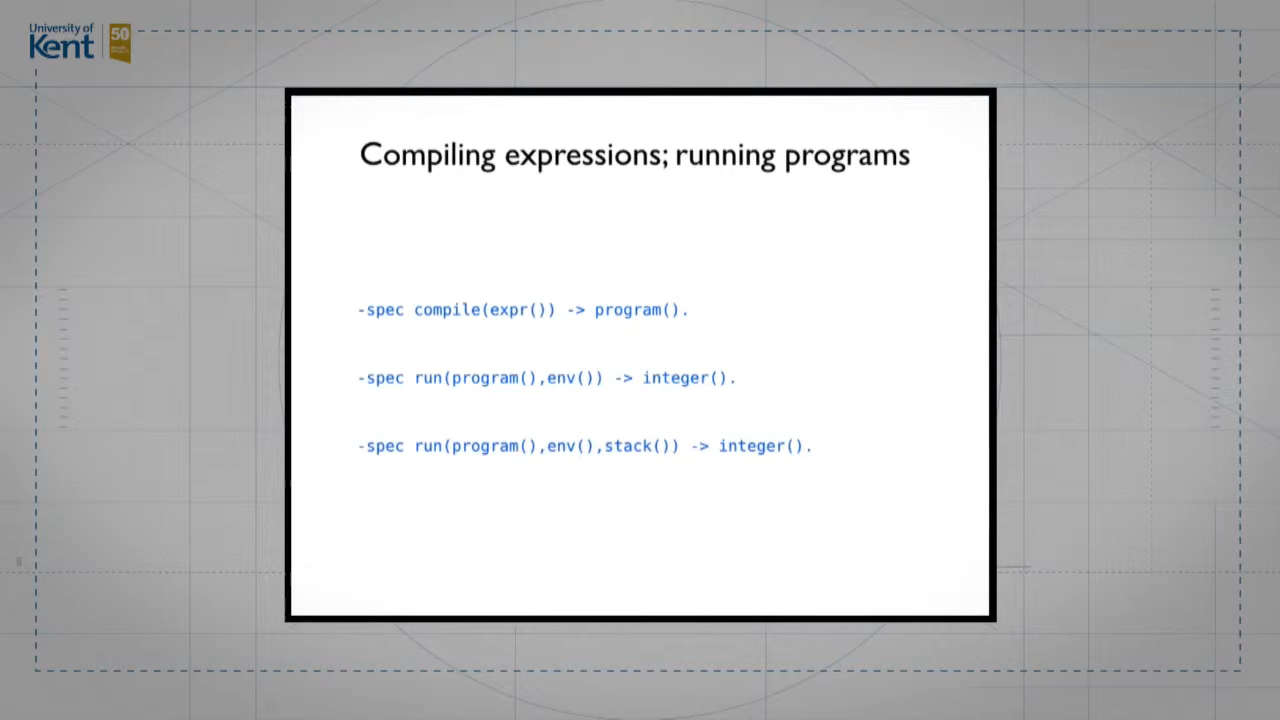 University of
Kent
50
Compiling expressions; running programs
-spec compile(expr()) -> program().
-spec run(program(),env()) -> integer().
-spec run(program(),env(),stack()) -> integer().